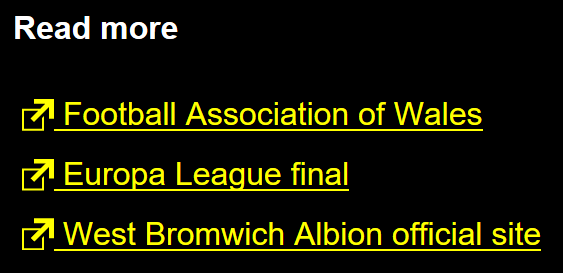 Read more
Football Association of Wales
Europa League final
West Bromwich Albion official site